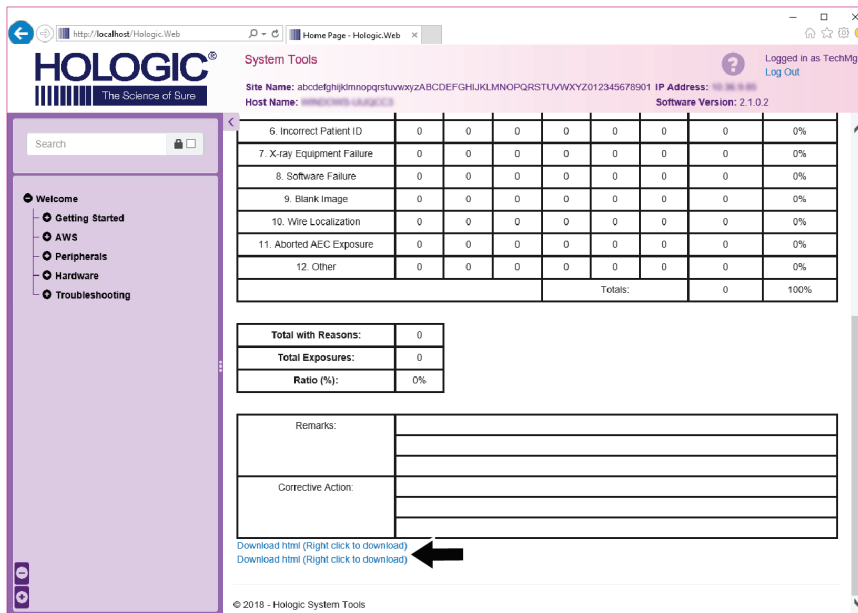 http://localhost/Hologic.Web
Home Page - Hologic.Web
HOLOGIC®
The Science of Sure
System Tools
Logged in as TechMg
Log Out
Site Name: abcdefghijklmnopqrstuvwxyzABCDEFGHIJKLMNOPQRSTUVWXYZ012345678901 IP Address:
Host Name: Software Version: 2.1.0.2
Search
Welcome
Getting Started
AWS
Peripherals
Hardware
Troubleshooting
6. Incorrect Patient ID 0 0 0 0 0 0 0 0%
7. X-ray Equipment Failure 0 0 0 0 0 0 0 0%
8. Software Failure 0 0 0 0 0 0 0 0%
9. Blank Image 0 0 0 0 0 0 0 0%
10. Wire Localization 0 0 0 0 0 0 0 0%
11. Aborted AEC Exposure 0 0 0 0 0 0 0 0%
12. Other 0 0 0 0 0 0 0 0%
Totals: 0 100%
Total with Reasons: 0
Total Exposures: 0
Ratio (%): 0%
Remarks:
Corrective Action:
Download html (Right click to download)
Download html (Right click to download)
© 2018 - Hologic System Tools